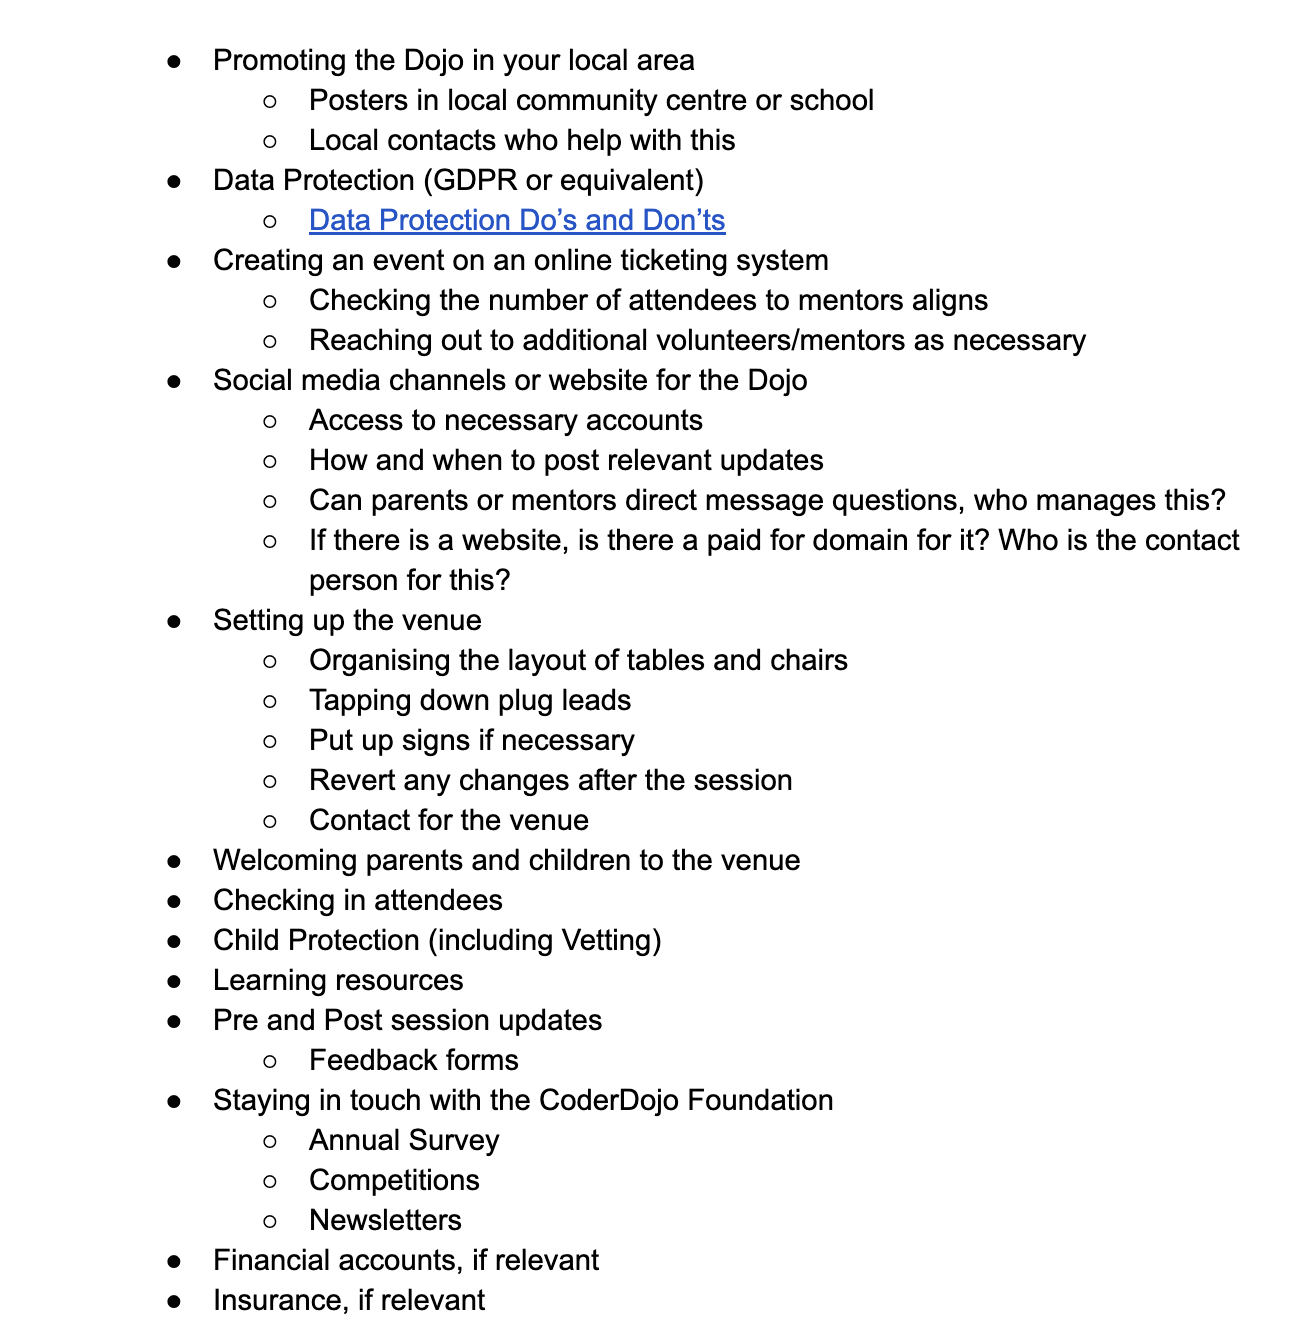 ● Promoting the Dojo in your local area
○ Posters in local community centre or school
○ Local contacts who help with this
● Data Protection (GDPR or equivalent)
○ Data Protection Do’s and Don’ts
● Creating an event on an online ticketing system
○ Checking the number of attendees to mentors aligns
○ Reaching out to additional volunteers/mentors as necessary
● Social media channels or website for the Dojo
○ Access to necessary accounts
○ How and when to post relevant updates
○ Can parents or mentors direct message questions, who manages this?
○ If there is a website, is there a paid for domain for it? Who is the contact
person for this?
● Setting up the venue
○ Organising the layout of tables and chairs
○ Tapping down plug leads
○ Put up signs if necessary
○ Revert any changes after the session
○ Contact for the venue
● Welcoming parents and children to the venue
● Checking in attendees
● Child Protection (including Vetting)
● Learning resources
● Pre and Post session updates
○ Feedback forms
● Staying in touch with the CoderDojo Foundation
○ Annual Survey
○ Competitions
○ Newsletters
● Financial accounts, if relevant
● Insurance, if relevant